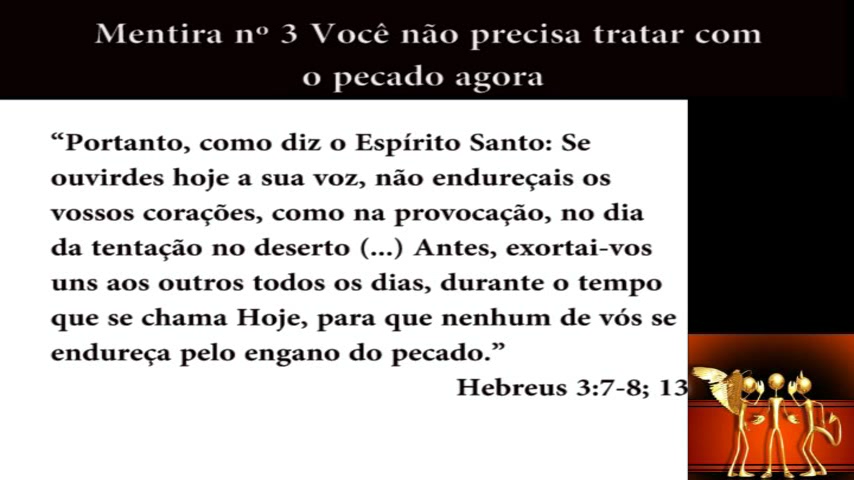 Mentira nº 3 Você não precisa tratar com
o pecado agora
“Portanto, como diz o Espírito Santo: Se
ouvirdes hoje a sua voz, não endureçais os
vossos corações, como na provocação, no dia
da tentação no deserto (...) Antes, exortai-vos
uns aos outros todos os dias, durante o tempo
que se chama Hoje, para que nenhum de vós se
endureça pelo engano do pecado.”
Hebreus 3:7-8; 13